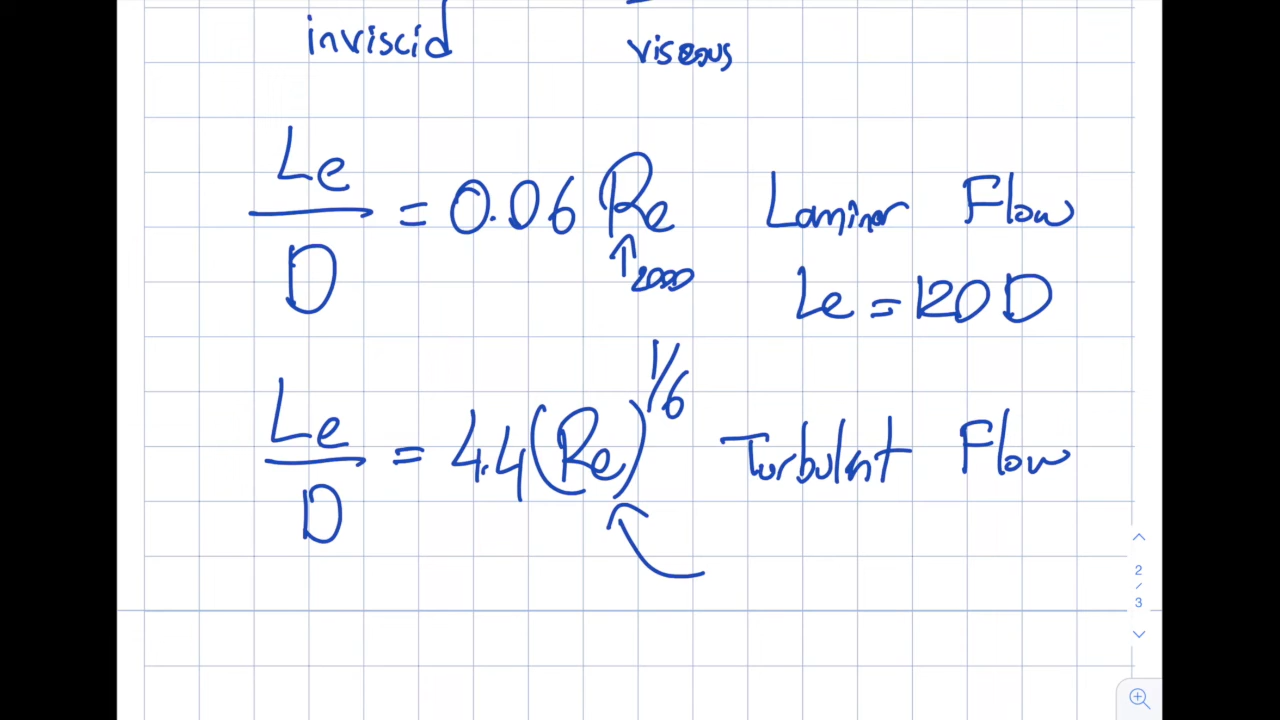 inviscid viscous
Le/D = 0.06 Re Laminar Flow
↑2000 Le = 120 D
Le/D = 4.4(Re)^1/6 Turbulent Flow
2
/
3